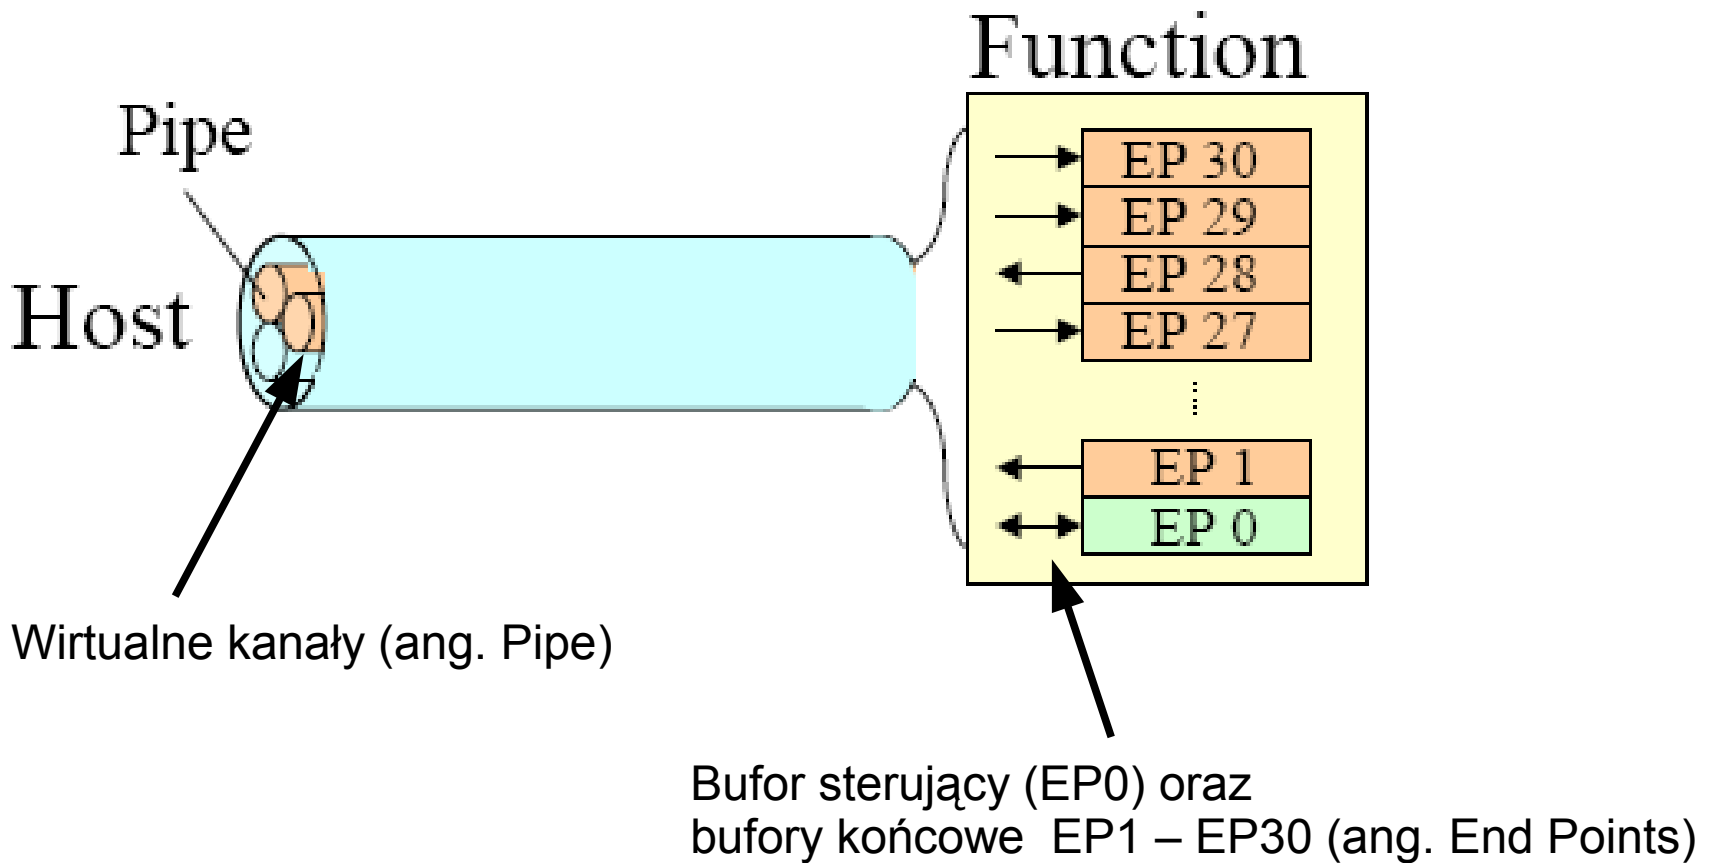 Function
Pipe
Host
EP 30
EP 29
EP 28
EP 27
EP 1
EP 0
Wirtualne kanały (ang. Pipe)
Bufor sterujący (EP0) oraz
bufory końcowe EP1 – EP30 (ang. End Points)